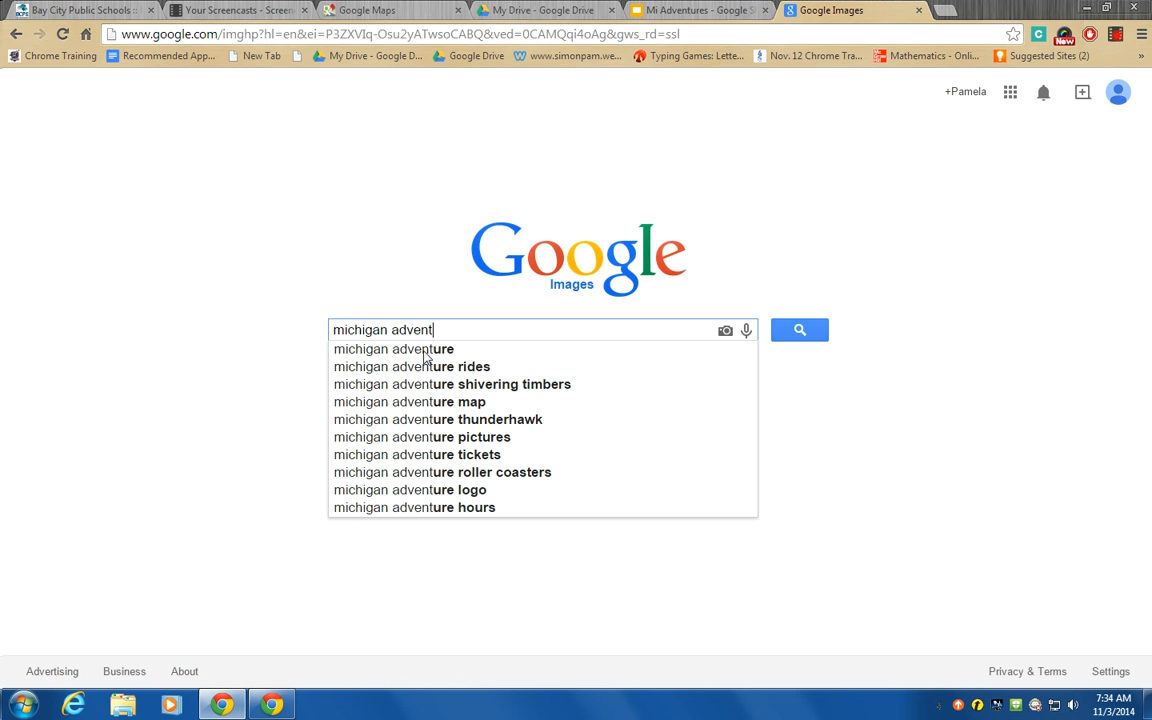 Bay City Public Schools ::
Your Screencasts - Screen
Google Maps
My Drive - Google Drive
Mi Adventures - Google S
Google Images
www.google.com/imghp?hl=en&ei=P3ZXVIq-Osu2yATwsoCABQ&ved=0CAMQqi4oAg&gws_rd=ssl
New
Chrome Training
Recommended App...
New Tab
My Drive - Google D...
Google Drive
www.simonpam.we...
Typing Games: Lette...
Nov. 12 Chrome Tra...
Mathematics - Onli...
Suggested Sites (2)
»
+Pamela
Google
Images
michigan advent
michigan adventure
michigan adventure rides
michigan adventure shivering timbers
michigan adventure map
michigan adventure thunderhawk
michigan adventure pictures
michigan adventure tickets
michigan adventure roller coasters
michigan adventure logo
michigan adventure hours
Advertising
Business
About
Privacy & Terms
Settings
7:34 AM
11/3/2014